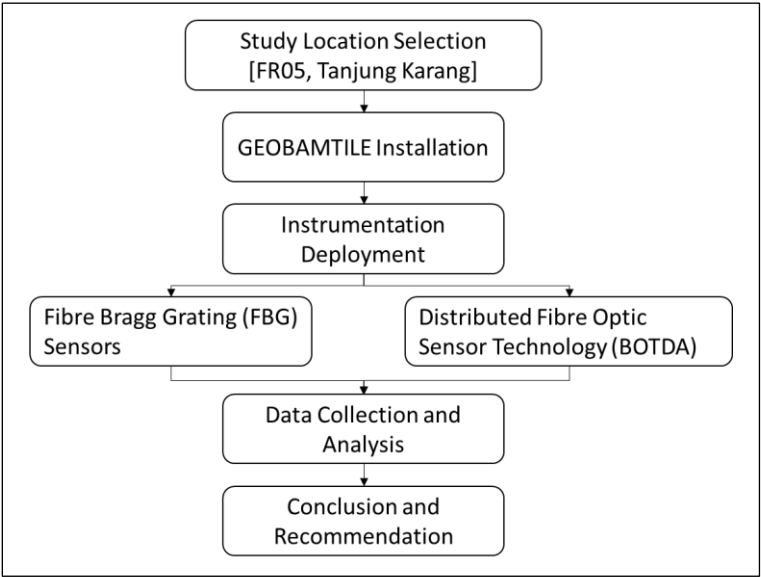 Study Location Selection
[FR05, Tanjung Karang]
GEOBAMTILE Installation
Instrumentation
Deployment
Fibre Bragg Grating (FBG)
Sensors
Distributed Fibre Optic
Sensor Technology (BOTDA)
Data Collection and
Analysis
Conclusion and
Recommendation